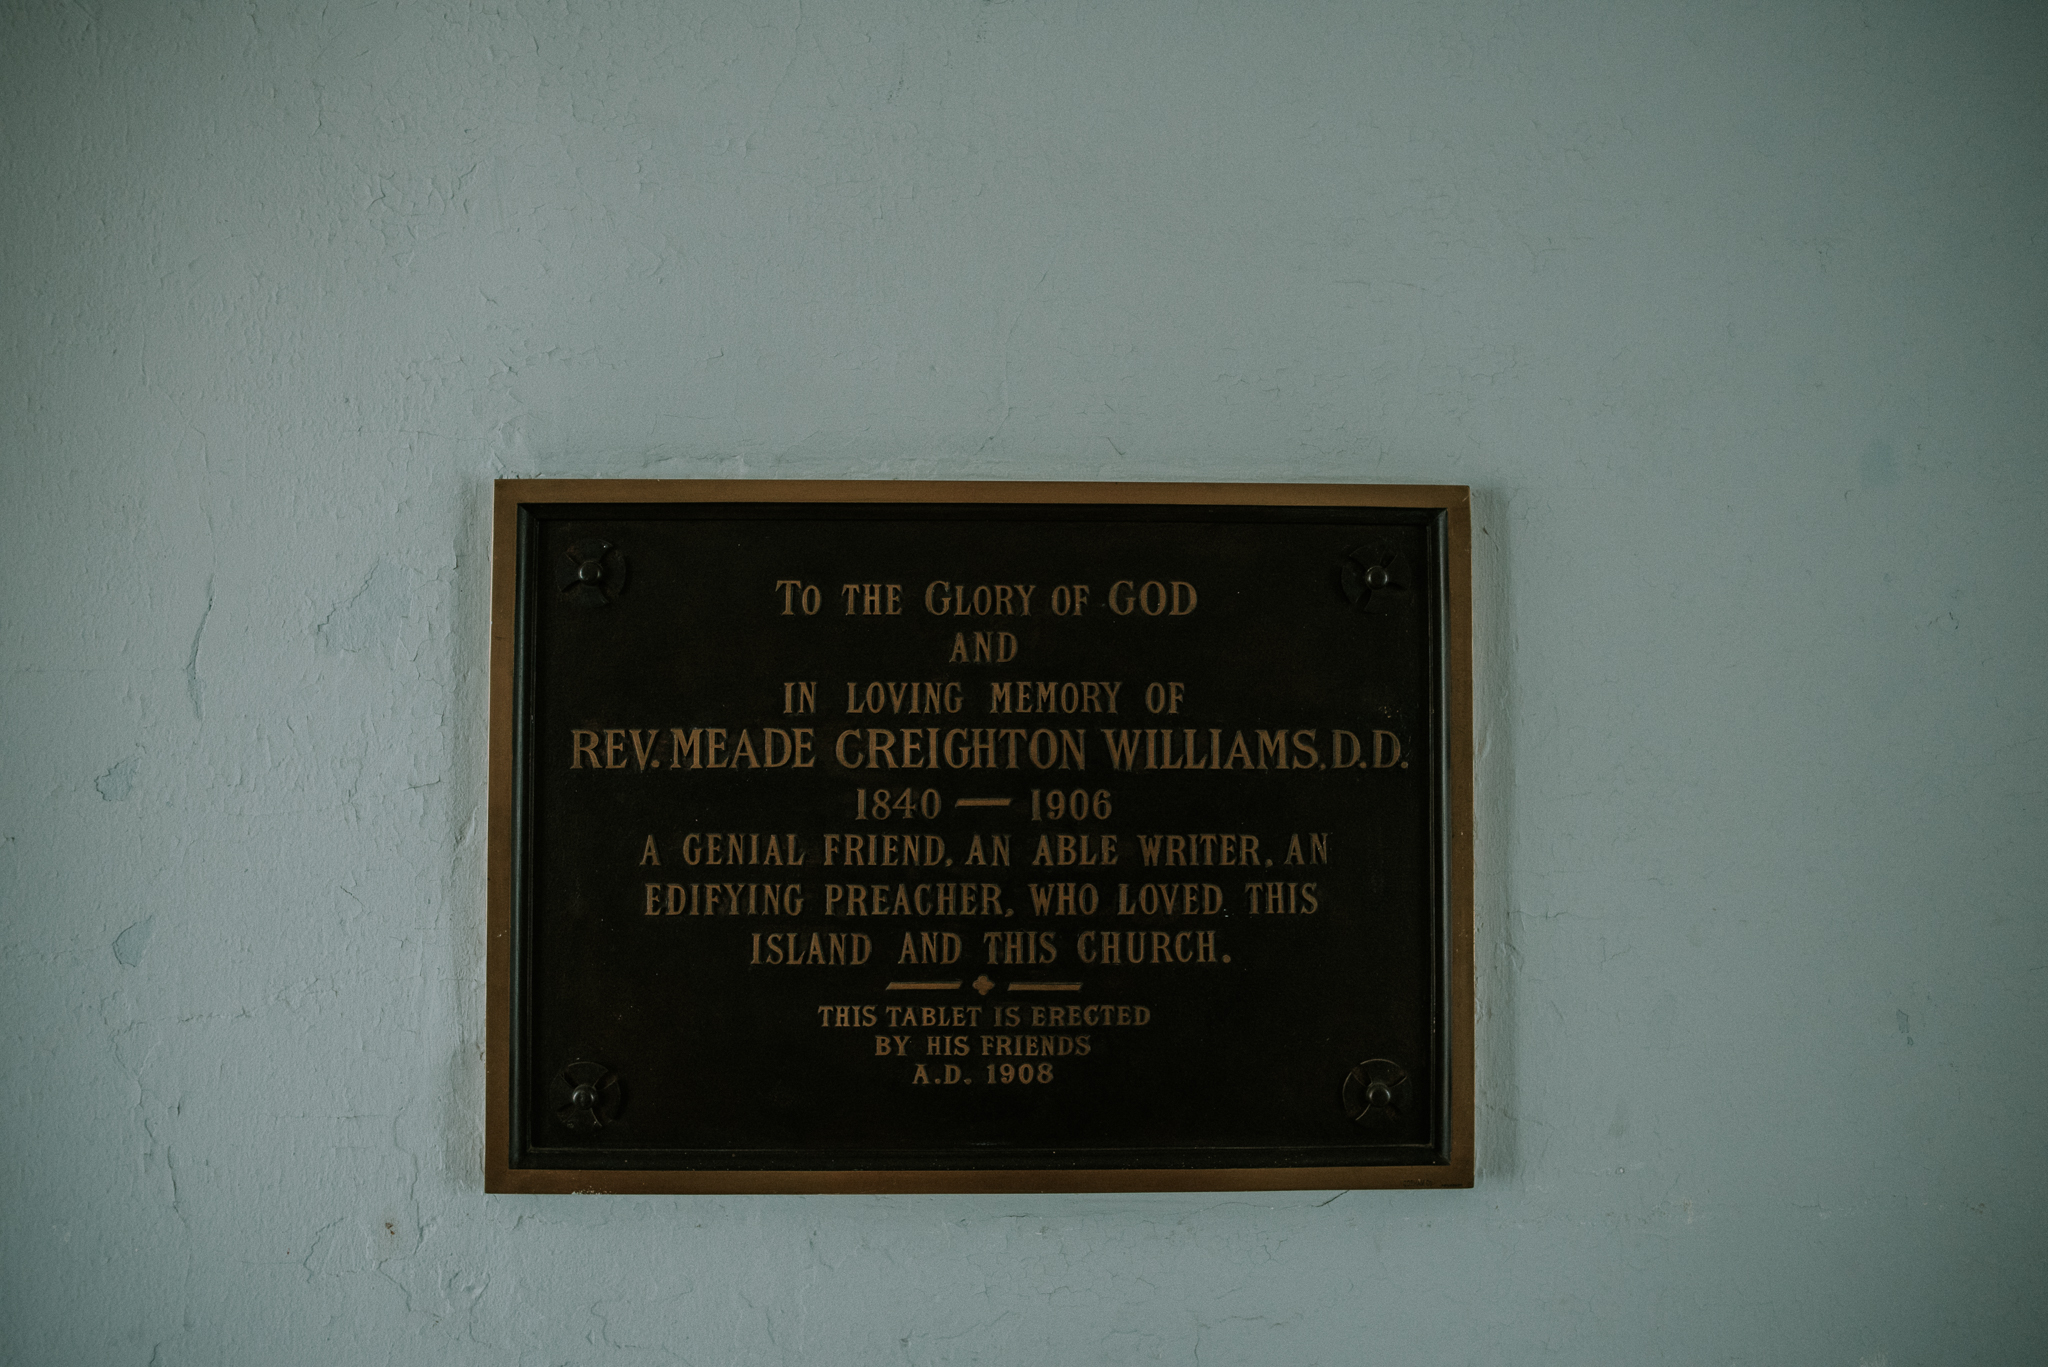 To the Glory of GOD
AND
IN LOVING MEMORY OF
REV. MEADE CREIGHTON WILLIAMS, D.D.
1840 — 1906
A GENIAL FRIEND, AN ABLE WRITER, AN
EDIFYING PREACHER, WHO LOVED THIS
ISLAND AND THIS CHURCH.
THIS TABLET IS ERECTED
BY HIS FRIENDS
A.D. 1908